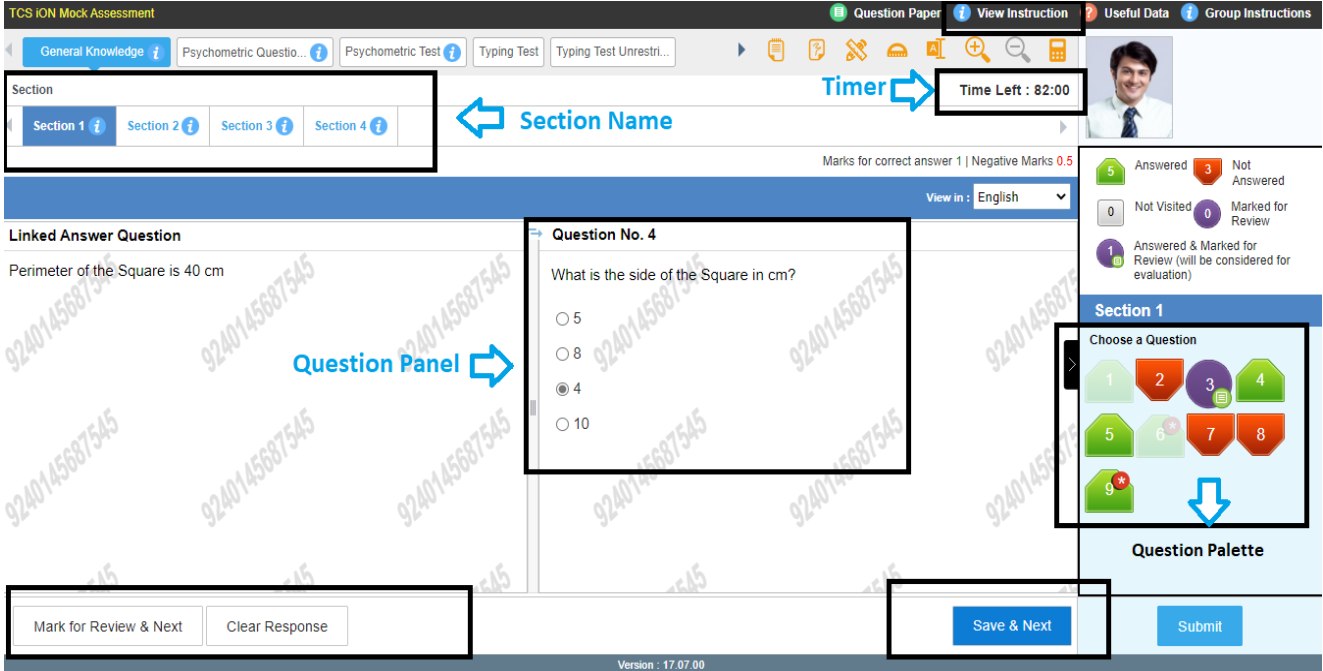 TCS iON Mock Assessment
Question Paper
View Instruction
Useful Data
Group Instructions
General Knowledge
Psychometric Questio...
Psychometric Test
Typing Test
Typing Test Unrestri...
Section
Timer
Time Left : 82:00
Section 1
Section 2
Section 3
Section 4
Section Name
Marks for correct answer 1 | Negative Marks 0.5
View in : English
5 Answered
3 Not
Answered
0 Not Visited
0 Marked for
Review
1 Answered & Marked for
Review (will be considered for
evaluation)
Linked Answer Question
Perimeter of the Square is 40 cm
Question No. 4
What is the side of the Square in cm?
5
8
4
10
Question Panel
9240145687545
Section 1
Choose a Question
1 2 3 4
5 6 7 8
9
Question Palette
Mark for Review & Next
Clear Response
Save & Next
Submit
Version : 17.07.00